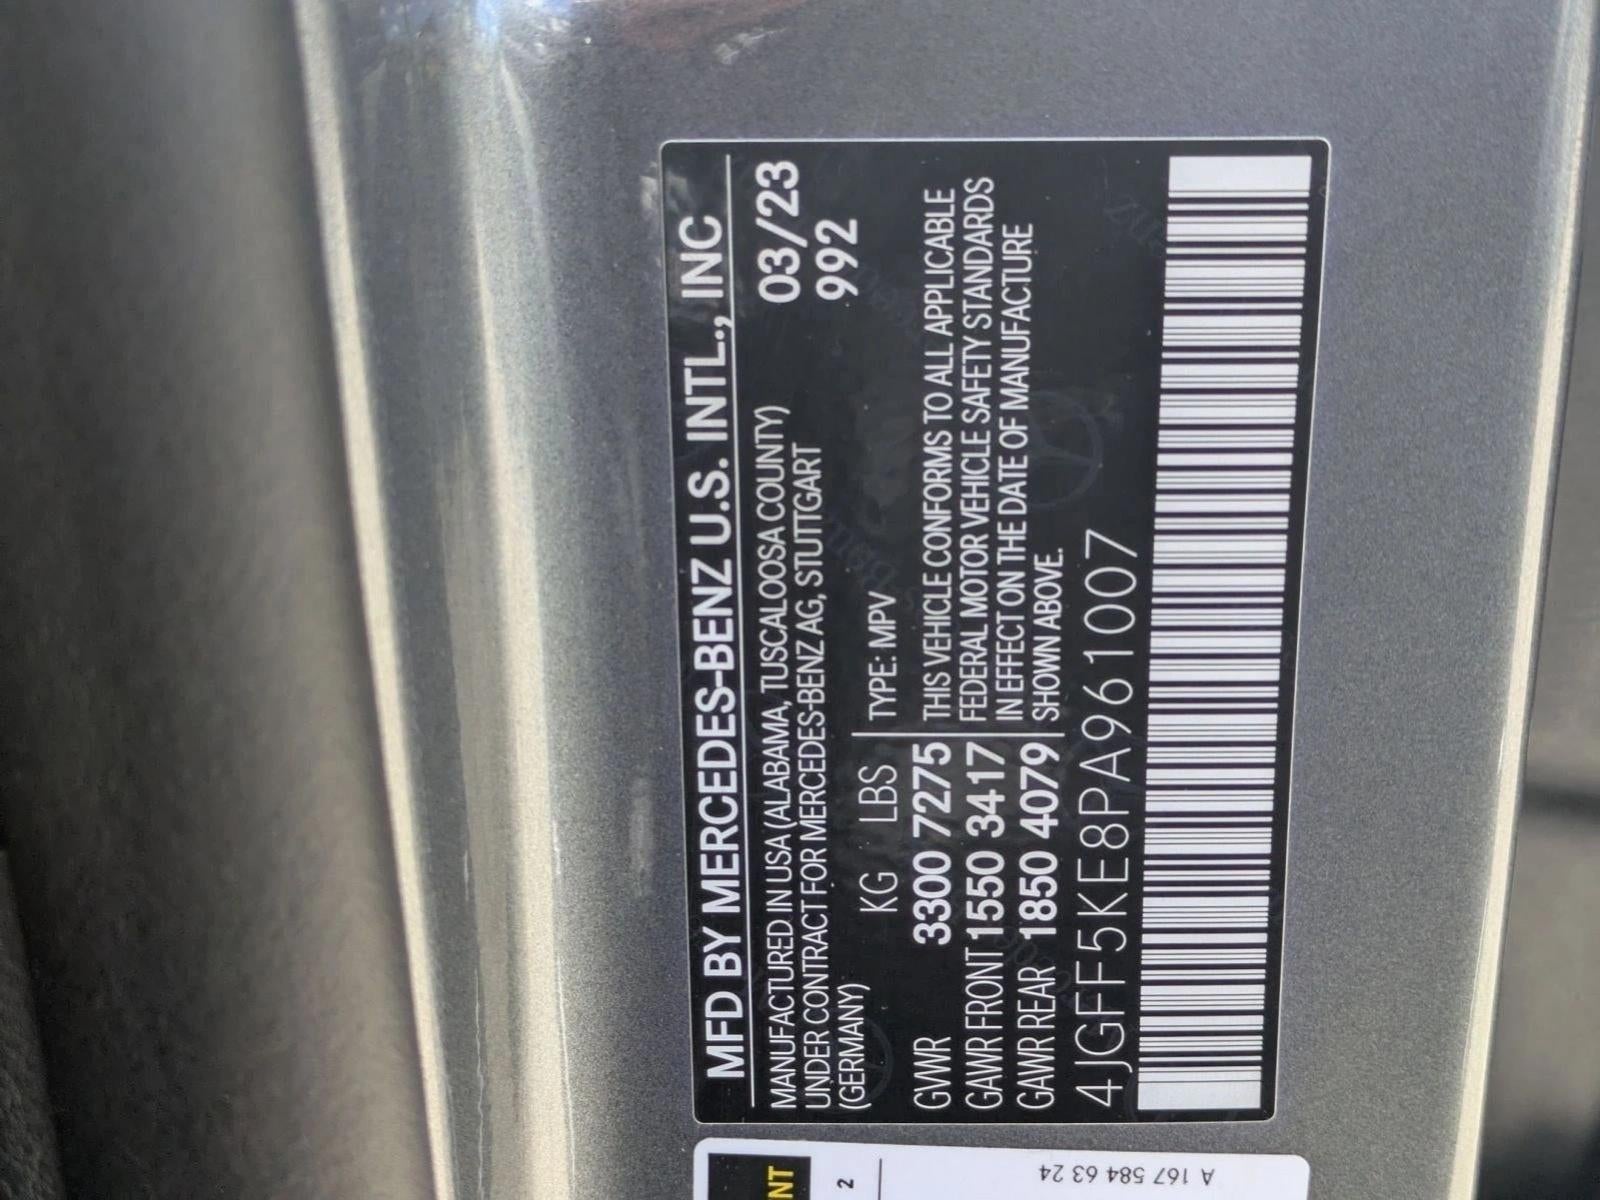 MFD BY MERCEDES-BENZ U.S. INTL., INC
MANUFACTURED IN USA (ALABAMA, TUSCALOOSA COUNTY) 03/23
UNDER CONTRACT FOR MERCEDES-BENZ AG, STUTTGART 992
(GERMANY)
KG LBS TYPE: MPV
GVWR 3300 7275
GAWR FRONT 1550 3417
GAWR REAR 1850 4079
THIS VEHICLE CONFORMS TO ALL APPLICABLE
FEDERAL MOTOR VEHICLE SAFETY STANDARDS
IN EFFECT ON THE DATE OF MANUFACTURE
SHOWN ABOVE.
4JGFF5KE8PA961007
NT
2
A 167 584 63 24